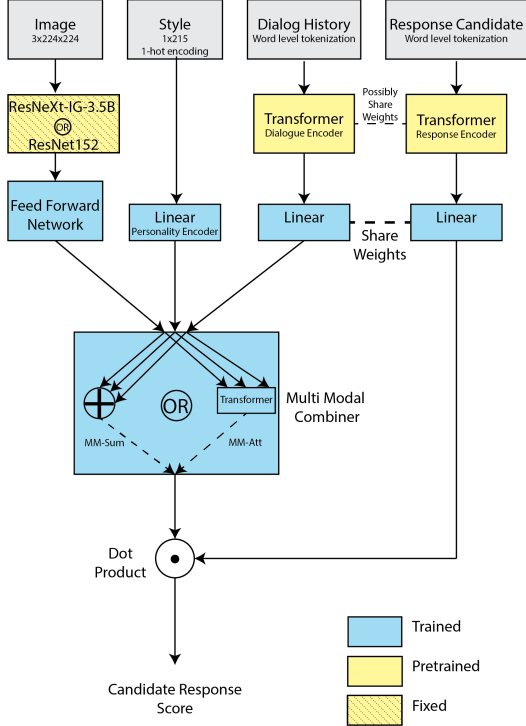 Image
3x224x224
Style
1x215
1-hot encoding
Dialog History
Word level tokenization
Response Candidate
Word level tokenization
ResNeXt-IG-3.5B
OR
ResNet152
Transformer
Dialogue Encoder
Possibly
Share
Weights
Transformer
Response Encoder
Feed Forward
Network
Linear
Personality Encoder
Linear
Share
Weights
Linear
OR
Transformer
MM-Sum
MM-Att
Multi Modal
Combiner
Dot
Product
Candidate Response
Score
Trained
Pretrained
Fixed